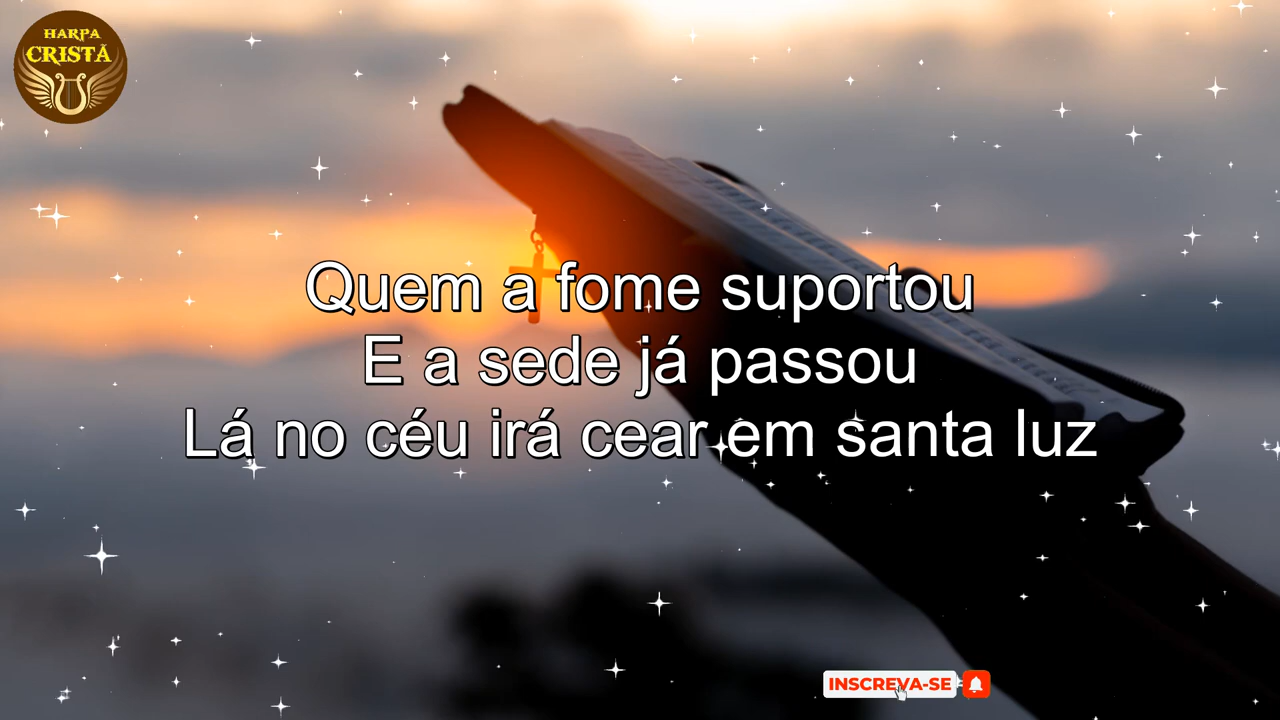 HARPA
CRISTÃ
Quem a fome suportou
E a sede já passou
Lá no céu irá cear em santa luz
INSCREVA-SE